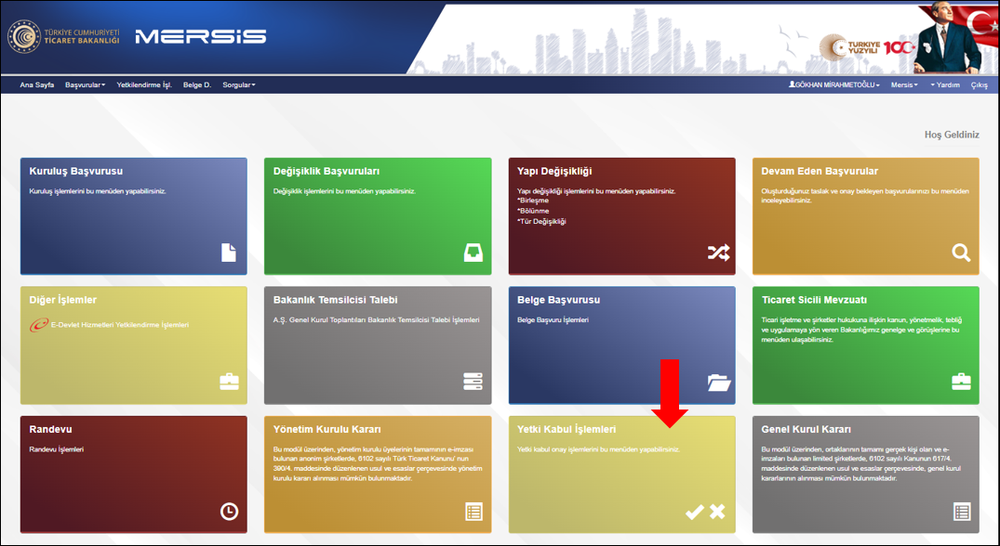 TÜRKİYE CUMHURİYETİ
TİCARET BAKANLIĞI
MERSİS
TÜRKİYE
YÜZYILI
100
Ana Sayfa Başvurular Yetkilendirme İşl. Belge D. Sorgular GÖKHAN MİRAHMETOĞLU Mersis Yardım Çıkış
Hoş Geldiniz
Kuruluş Başvurusu
Kuruluş işlemlerini bu menüden yapabilirsiniz.
Değişiklik Başvuruları
Değişiklik işlemlerini bu menüden yapabilirsiniz.
Yapı Değişikliği
Yapı değişikliği işlemlerini bu menüden yapabilirsiniz.
*Birleşme
*Bölünme
*Tür Değişikliği
Devam Eden Başvurular
Oluşturduğunuz taslak ve onay bekleyen başvurularınızı bu menüden
inceleyebilirsiniz.
Diğer İşlemler
E-Devlet Hizmetleri Yetkilendirme İşlemleri
Bakanlık Temsilcisi Talebi
A.Ş. Genel Kurul Toplantıları Bakanlık Temsilcisi Talebi İşlemleri
Belge Başvurusu
Belge Başvuru İşlemleri
Ticaret Sicili Mevzuatı
Ticari işletme ve şirketler hukukuna ilişkin kanun, yönetmelik, tebliğ
ve uygulamaya yön veren Bakanlığımız genelge ve görüşlerine bu
menüden ulaşabilirsiniz.
Randevu
Randevu İşlemleri
Yönetim Kurulu Kararı
Bu modül üzerinden, yönetim kurulu üyelerinin tamamının e-imzası
bulunan anonim şirketlerde, 6102 sayılı Türk Ticaret Kanunu' nun
390/4. maddesinde düzenlenen usul ve esaslar çerçevesinde yönetim
kurulu kararı alınması mümkün bulunmaktadır.
Yetki Kabul İşlemleri
Yetki kabul onay işlemlerini bu menüden yapabilirsiniz.
Genel Kurul Kararı
Bu modül üzerinden, ortaklarının tamamı gerçek kişi olan ve e-
imzaları bulunan limited şirketlerde, 6102 sayılı Kanunun 617/4.
maddesinde düzenlenen usul ve esaslar çerçevesinde, genel kurul
kararlarının alınması mümkün bulunmaktadır.